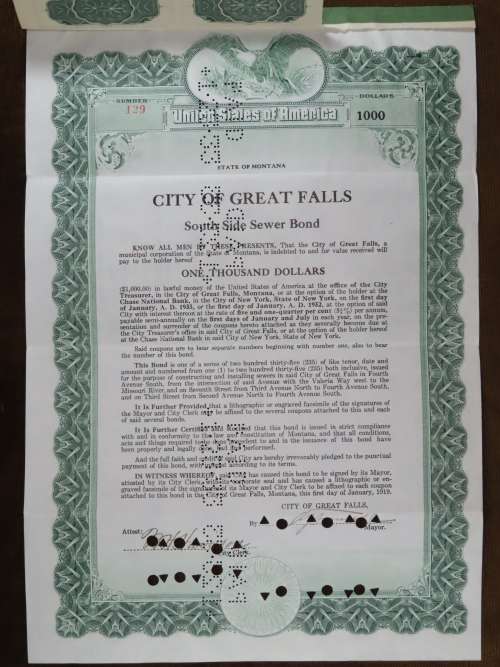 NUMBER
129
United States of America
DOLLARS
1000
STATE OF MONTANA
CITY OF GREAT FALLS
South Side Sewer Bond
KNOW ALL MEN BY THESE PRESENTS, That the City of Great Falls, a
municipal corporation of the State of Montana, is indebted to and for value received will
pay to the holder hereof
ONE THOUSAND DOLLARS
($1,000.00) in lawful money of the United States of America at the office of the City
Treasurer, in the City of Great Falls, Montana, or at the option of the holder at the
Chase National Bank, in the City of New York, State of New York, on the first day
of January, A. D. 1935, or the first day of January, A. D. 1932, at the option of said
City with interest thereon at the rate of five and one-quarter per cent (5¼%) per annum,
payable semi-annually on the first days of January and July in each year, on the pre-
sentation and surrender of the coupons hereto attached as they severally become due at
the City Treasurer's office in said City of Great Falls, or at the option of the holder hereof
at the Chase National Bank in said City of New York, State of New York.
Said coupons are to bear separate numbers beginning with number one, also to bear
the number of this bond.
This Bond is one of a series of two hundred thirty-five (235) of like tenor, date and
amount and numbered from one (1) to two hundred thirty-five (235) both inclusive, issued
for the purpose of constructing and installing sewers in said City of Great Falls in Fourth
Avenue South, from the intersection of said Avenue with the Valeria Way west to the
Missouri River, and on Seventh Street from Third Avenue North to Fourth Avenue South,
and on Third Street from Second Avenue North to Fourth Avenue South.
It Is Further Provided, that a lithographic or engraved facsimile of the signatures of
the Mayor and City Clerk may be affixed to the several coupons attached to this and each
of said several bonds.
It Is Further Certified and Recited that this bond is issued in strict compliance
with and in conformity to the law and constitution of Montana, and that all conditions,
acts and things required to be done precedent to and in the issuance of this bond have
been properly and legally done and performed.
And the full faith and credit of said City are hereby irrevocably pledged to the punctual
payment of this bond, with interest according to its terms.
IN WITNESS WHEREOF, said City has caused this bond to be signed by its Mayor,
attested by its City Clerk, with its corporate seal and has caused a lithographic or en-
graved facsimile of the signatures of its Mayor and City Clerk to be affixed to each coupon
attached to this bond in the City of Great Falls, Montana, this first day of January, 1919.
CITY OF GREAT FALLS,
By
Mayor.
Attest:
City Clerk.